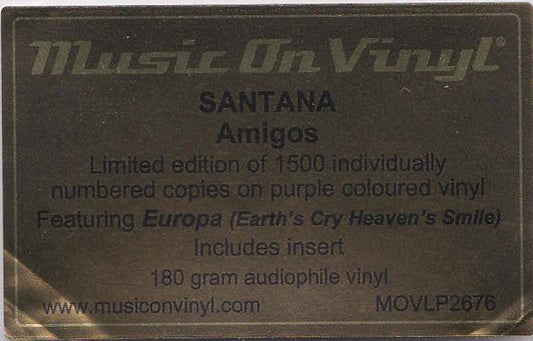 Music On Vinyl®
SANTANA
Amigos
Limited edition of 1500 individually
numbered copies on purple coloured vinyl
Featuring Europa (Earth's Cry Heaven's Smile)
Includes insert
180 gram audiophile vinyl
www.musiconvinyl.com MOVLP2676